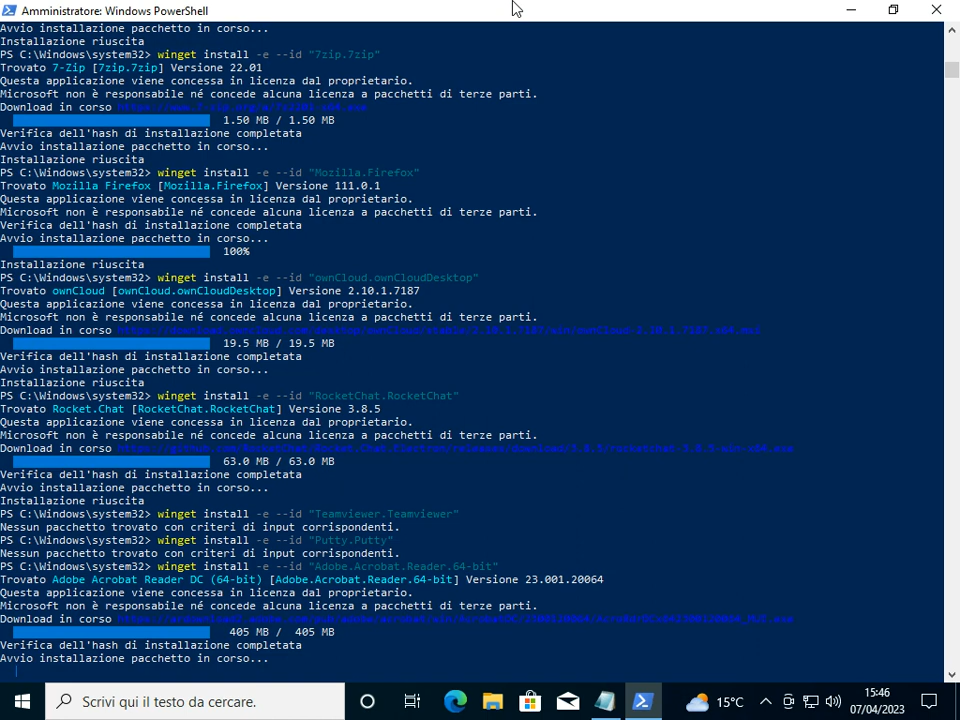 Amministratore: Windows PowerShell
Avvio installazione pacchetto in corso...
Installazione riuscita
PS C:\Windows\system32> winget install -e --id "7zip.7zip"
Trovato 7-Zip [7zip.7zip] Versione 22.01
Questa applicazione viene concessa in licenza dal proprietario.
Microsoft non è responsabile né concede alcuna licenza a pacchetti di terze parti.
Download in corso
1.50 MB / 1.50 MB
Verifica dell'hash di installazione completata
Avvio installazione pacchetto in corso...
Installazione riuscita
PS C:\Windows\system32> winget install -e --id "Mozilla.Firefox"
Trovato Mozilla Firefox [Mozilla.Firefox] Versione 111.0.1
Questa applicazione viene concessa in licenza dal proprietario.
Microsoft non è responsabile né concede alcuna licenza a pacchetti di terze parti.
Verifica dell'hash di installazione completata
Avvio installazione pacchetto in corso...
100%
Installazione riuscita
PS C:\Windows\system32> winget install -e --id "ownCloud.ownCloudDesktop"
Trovato ownCloud [ownCloud.ownCloudDesktop] Versione 2.10.1.7187
Questa applicazione viene concessa in licenza dal proprietario.
Microsoft non è responsabile né concede alcuna licenza a pacchetti di terze parti.
Download in corso
19.5 MB / 19.5 MB
Verifica dell'hash di installazione completata
Avvio installazione pacchetto in corso...
Installazione riuscita
PS C:\Windows\system32> winget install -e --id "RocketChat.RocketChat"
Trovato Rocket.Chat [RocketChat.RocketChat] Versione 3.8.5
Questa applicazione viene concessa in licenza dal proprietario.
Microsoft non è responsabile né concede alcuna licenza a pacchetti di terze parti.
Download in corso
63.0 MB / 63.0 MB
Verifica dell'hash di installazione completata
Avvio installazione pacchetto in corso...
Installazione riuscita
PS C:\Windows\system32> winget install -e --id "Teamviewer.Teamviewer"
Nessun pacchetto trovato con criteri di input corrispondenti.
PS C:\Windows\system32> winget install -e --id "Putty.Putty"
Nessun pacchetto trovato con criteri di input corrispondenti.
PS C:\Windows\system32> winget install -e --id "Adobe.Acrobat.Reader.64-bit"
Trovato Adobe Acrobat Reader DC (64-bit) [Adobe.Acrobat.Reader.64-bit] Versione 23.001.20064
Questa applicazione viene concessa in licenza dal proprietario.
Microsoft non è responsabile né concede alcuna licenza a pacchetti di terze parti.
Download in corso
405 MB / 405 MB
Verifica dell'hash di installazione completata
Avvio installazione pacchetto in corso...
Scrivi qui il testo da cercare.
15°C
15:46
07/04/2023